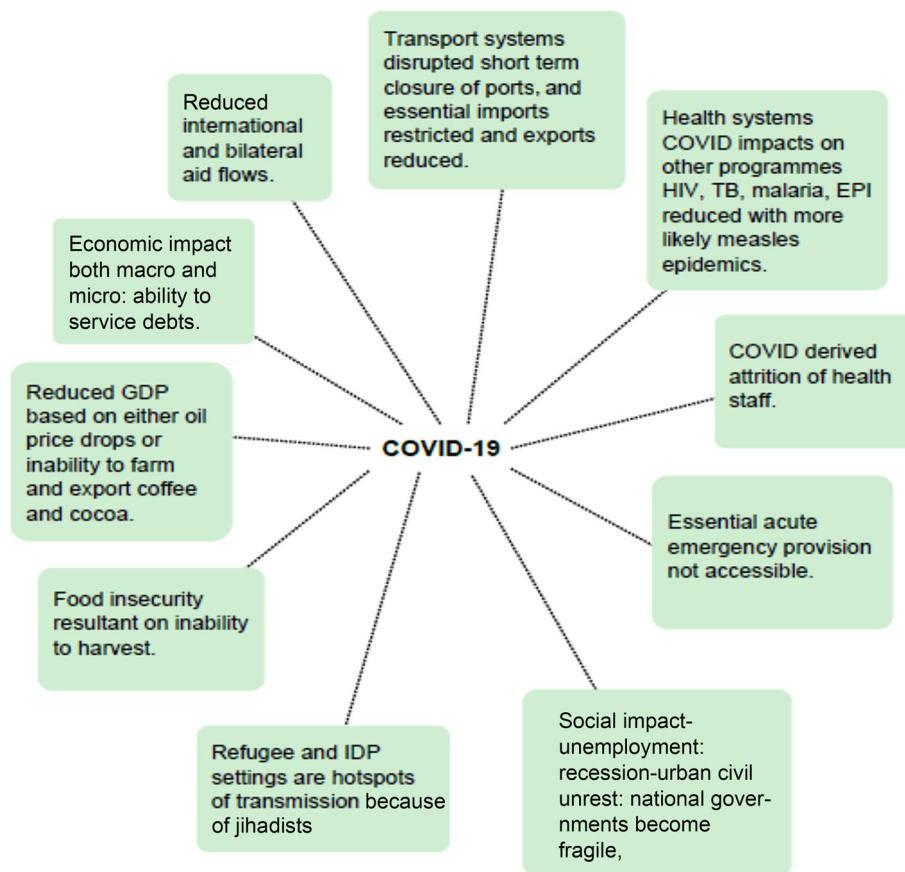 Transport systems
disrupted short term
closure of ports, and
essential imports
restricted and exports
reduced.
Reduced
international
and bilateral
aid flows.
Health systems
COVID impacts on
other programmes
HIV, TB, malaria, EPI
reduced with more
likely measles
epidemics.
Economic impact
both macro and
micro: ability to
service debts.
COVID derived
attrition of health
staff.
Reduced GDP
based on either oil
price drops or
inability to farm
and export coffee
and cocoa.
COVID-19
Essential acute
emergency provision
not accessible.
Food insecurity
resultant on inability
to harvest.
Social impact-
unemployment:
recession-urban civil
unrest: national gover-
nments become
fragile,
Refugee and IDP
settings are hotspots
of transmission because
of jihadists